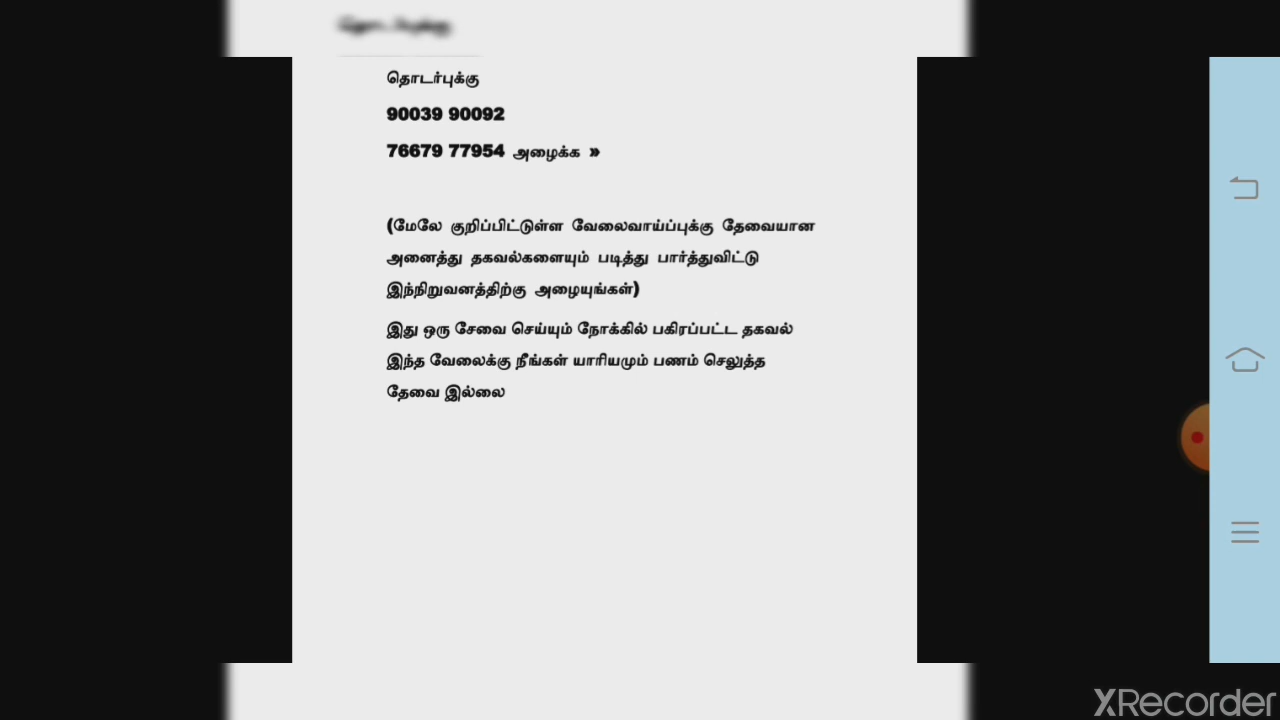 தொடர்புக்கு
தொடர்புக்கு
90039 90092
76679 77954 அழைக்க »
(மேலே குறிப்பிட்டுள்ள வேலைவாய்ப்புக்கு தேவையான
அனைத்து தகவல்களையும் படித்து பார்த்துவிட்டு
இந்நிறுவனத்திற்கு அழையுங்கள்)
இது ஒரு சேவை செய்யும் நோக்கில் பகிரப்பட்ட தகவல்
இந்த வேலைக்கு நீங்கள் யாரியமும் பணம் செலுத்த
தேவை இல்லை
XRecorder